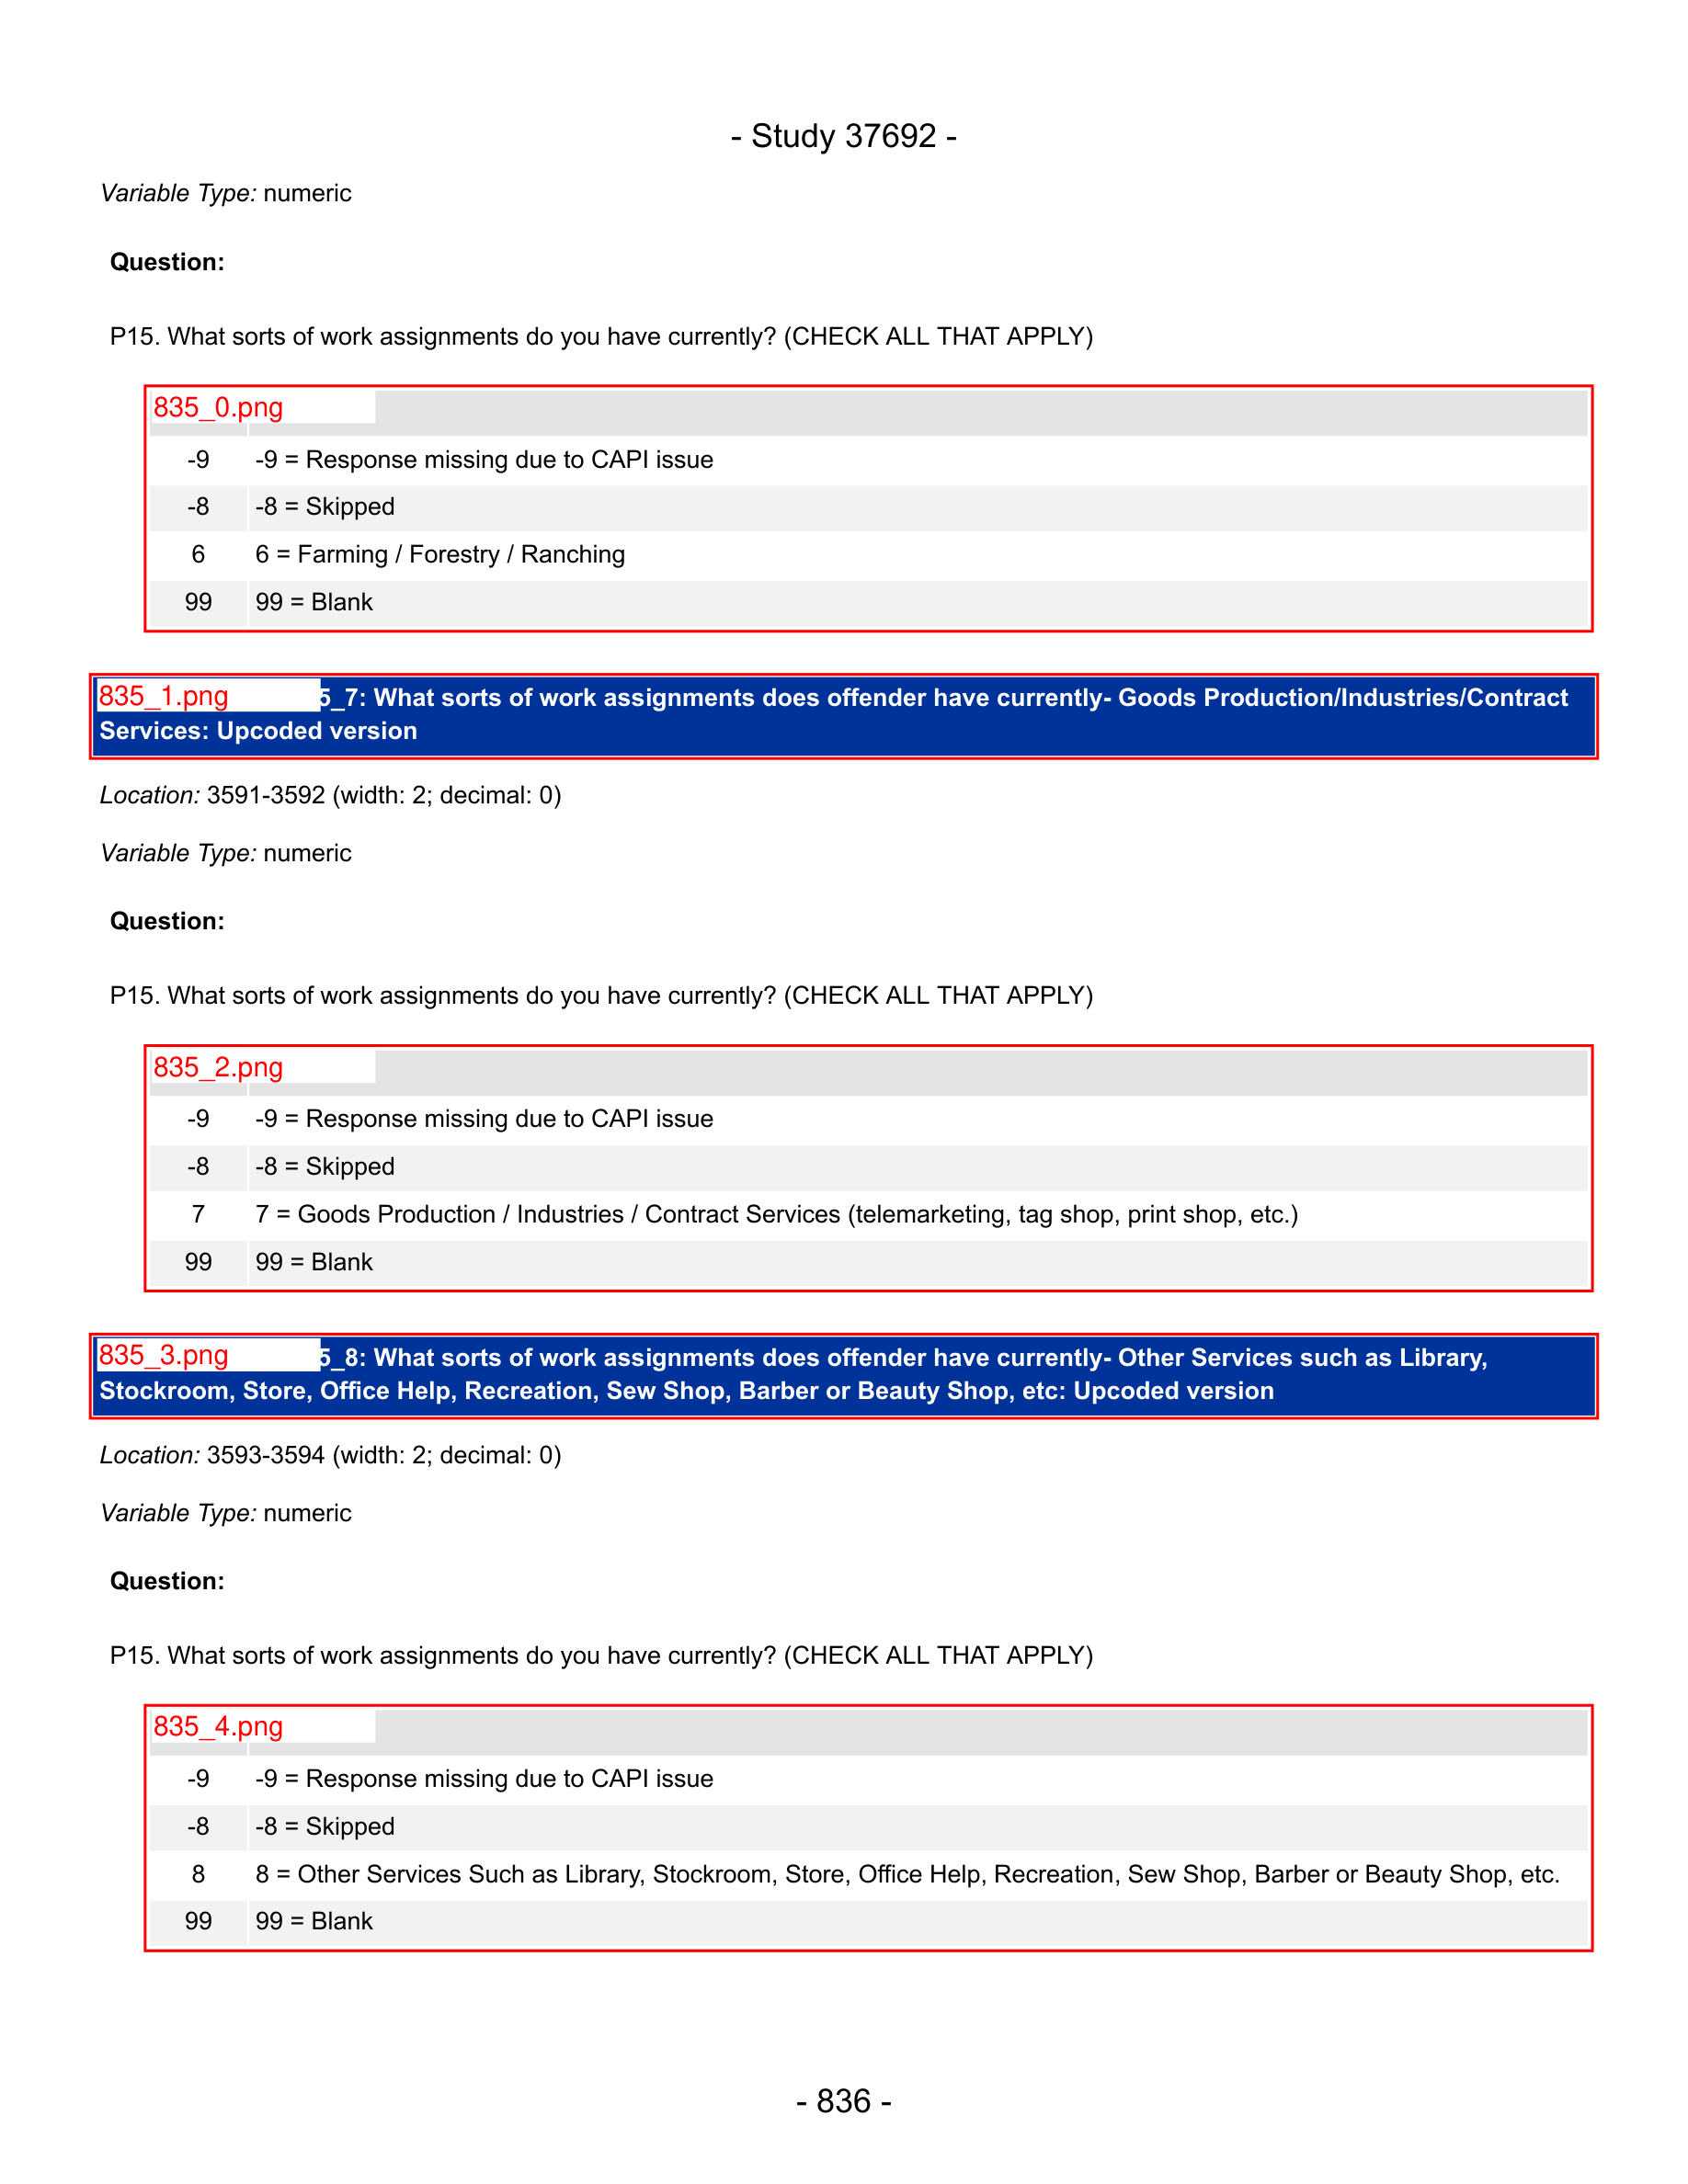 - Study 37692 -
Variable Type: numeric
Question:
P15. What sorts of work assignments do you have currently? (CHECK ALL THAT APPLY)
835_0.png
-9 -9 = Response missing due to CAPI issue
-8 -8 = Skipped
6 6 = Farming / Forestry / Ranching
99 99 = Blank
835_1.png 5_7: What sorts of work assignments does offender have currently- Goods Production/Industries/Contract
Services: Upcoded version
Location: 3591-3592 (width: 2; decimal: 0)
Variable Type: numeric
Question:
P15. What sorts of work assignments do you have currently? (CHECK ALL THAT APPLY)
835_2.png
-9 -9 = Response missing due to CAPI issue
-8 -8 = Skipped
7 7 = Goods Production / Industries / Contract Services (telemarketing, tag shop, print shop, etc.)
99 99 = Blank
835_3.png 5_8: What sorts of work assignments does offender have currently- Other Services such as Library,
Stockroom, Store, Office Help, Recreation, Sew Shop, Barber or Beauty Shop, etc: Upcoded version
Location: 3593-3594 (width: 2; decimal: 0)
Variable Type: numeric
Question:
P15. What sorts of work assignments do you have currently? (CHECK ALL THAT APPLY)
835_4.png
-9 -9 = Response missing due to CAPI issue
-8 -8 = Skipped
8 8 = Other Services Such as Library, Stockroom, Store, Office Help, Recreation, Sew Shop, Barber or Beauty Shop, etc.
99 99 = Blank
- 836 -